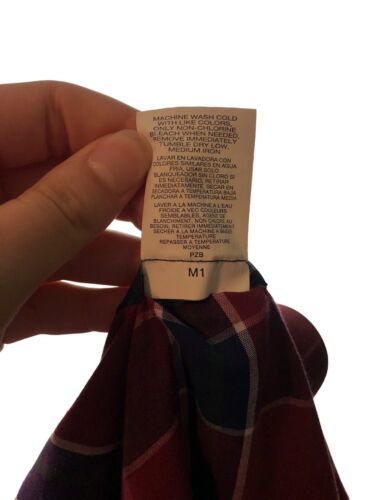 MACHINE WASH COLD
WITH LIKE COLORS,
ONLY NON-CHLORINE
BLEACH WHEN NEEDED,
REMOVE IMMEDIATELY
TUMBLE DRY LOW,
MEDIUM IRON
LAVAR EN LAVADORA CON
COLORES SIMILARES EN AGUA
FRIA, USAR SOLO
BLANQUEADOR SIN CLORO SI
ES NECESARIO, RETIRAR
IMMEDIATAMENTE, SECAR EN
SECADORA A TEMPERATURA BAJA
PLANCHAR A TEMPERATURA MEDIA
LAVER A LA MACHINE A L'EAU
FROIDE A VEC COULEURS
SEMBLABLES, AGENT DE
BLANCHIMENT, NON CHLORE AU
BESOIN, RETIRER IMMEDIATEMENT
SECHER A LA MACHINE A BASSE
TEMPERATURE
REPASSER A TEMPERATURE
MOYENNE
PZB
M1